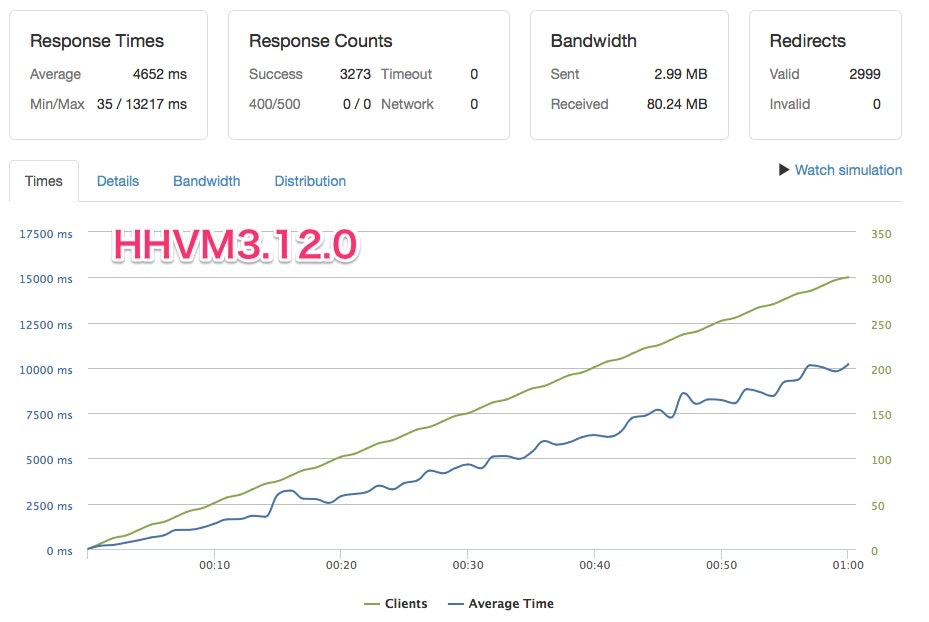 Response Times
Average 4652 ms
Min/Max 35 / 13217 ms
Response Counts
Success 3273 Timeout 0
400/500 0 / 0 Network 0
Bandwidth
Sent 2.99 MB
Received 80.24 MB
Redirects
Valid 2999
Invalid 0
Times Details Bandwidth Distribution
Watch simulation
HHVM3.12.0
17500 ms 350
15000 ms 300
12500 ms 250
10000 ms 200
7500 ms 150
5000 ms 100
2500 ms 50
0 ms 0
00:10 00:20 00:30 00:40 00:50 01:00
Clients Average Time